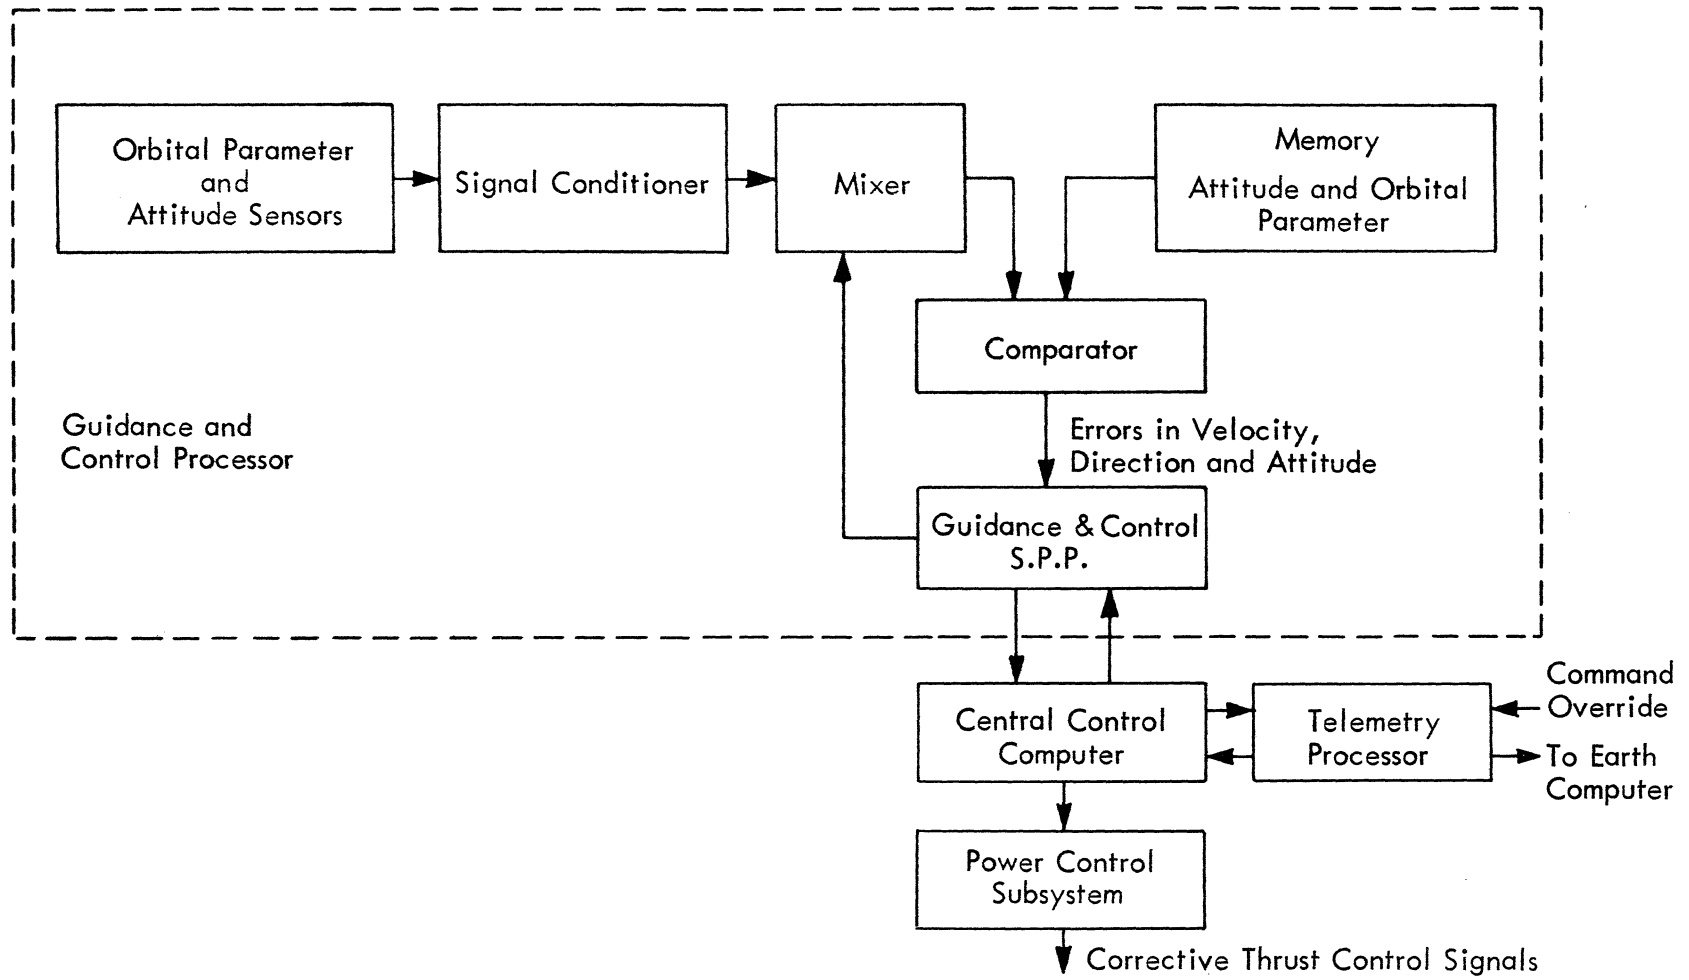 Orbital Parameter
and
Attitude Sensors
Signal Conditioner
Mixer
Memory
Attitude and Orbital
Parameter
Comparator
Guidance and
Control Processor
Errors in Velocity,
Direction and Attitude
Guidance & Control
S.P.P.
Central Control
Computer
Telemetry
Processor
Command
Override
To Earth
Computer
Power Control
Subsystem
Corrective Thrust Control Signals